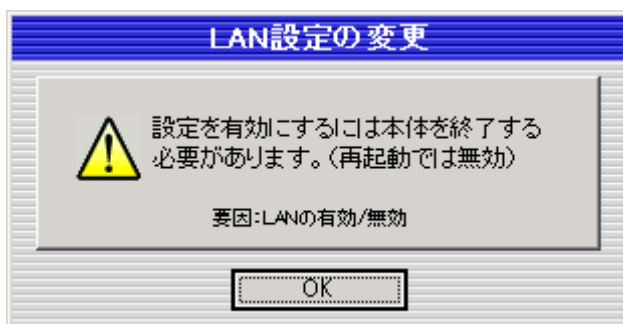 LAN設定の変更
設定を有効にするには本体を終了する
必要があります。(再起動では無効)
要因:LANの有効/無効
OK